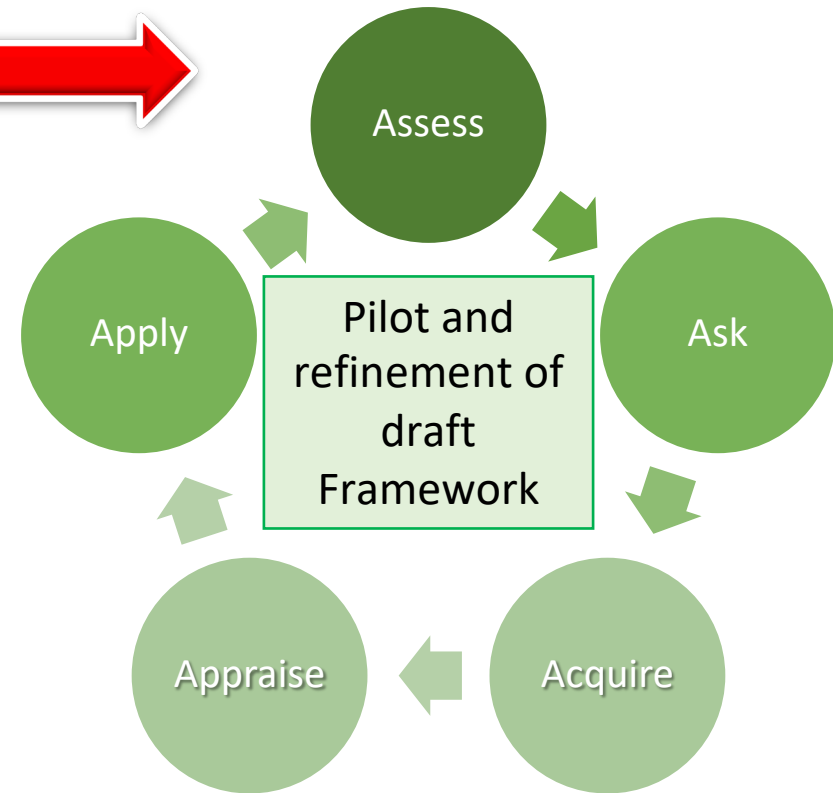 Assess
Ask
Acquire
Appraise
Apply
Pilot and
refinement of
draft
Framework